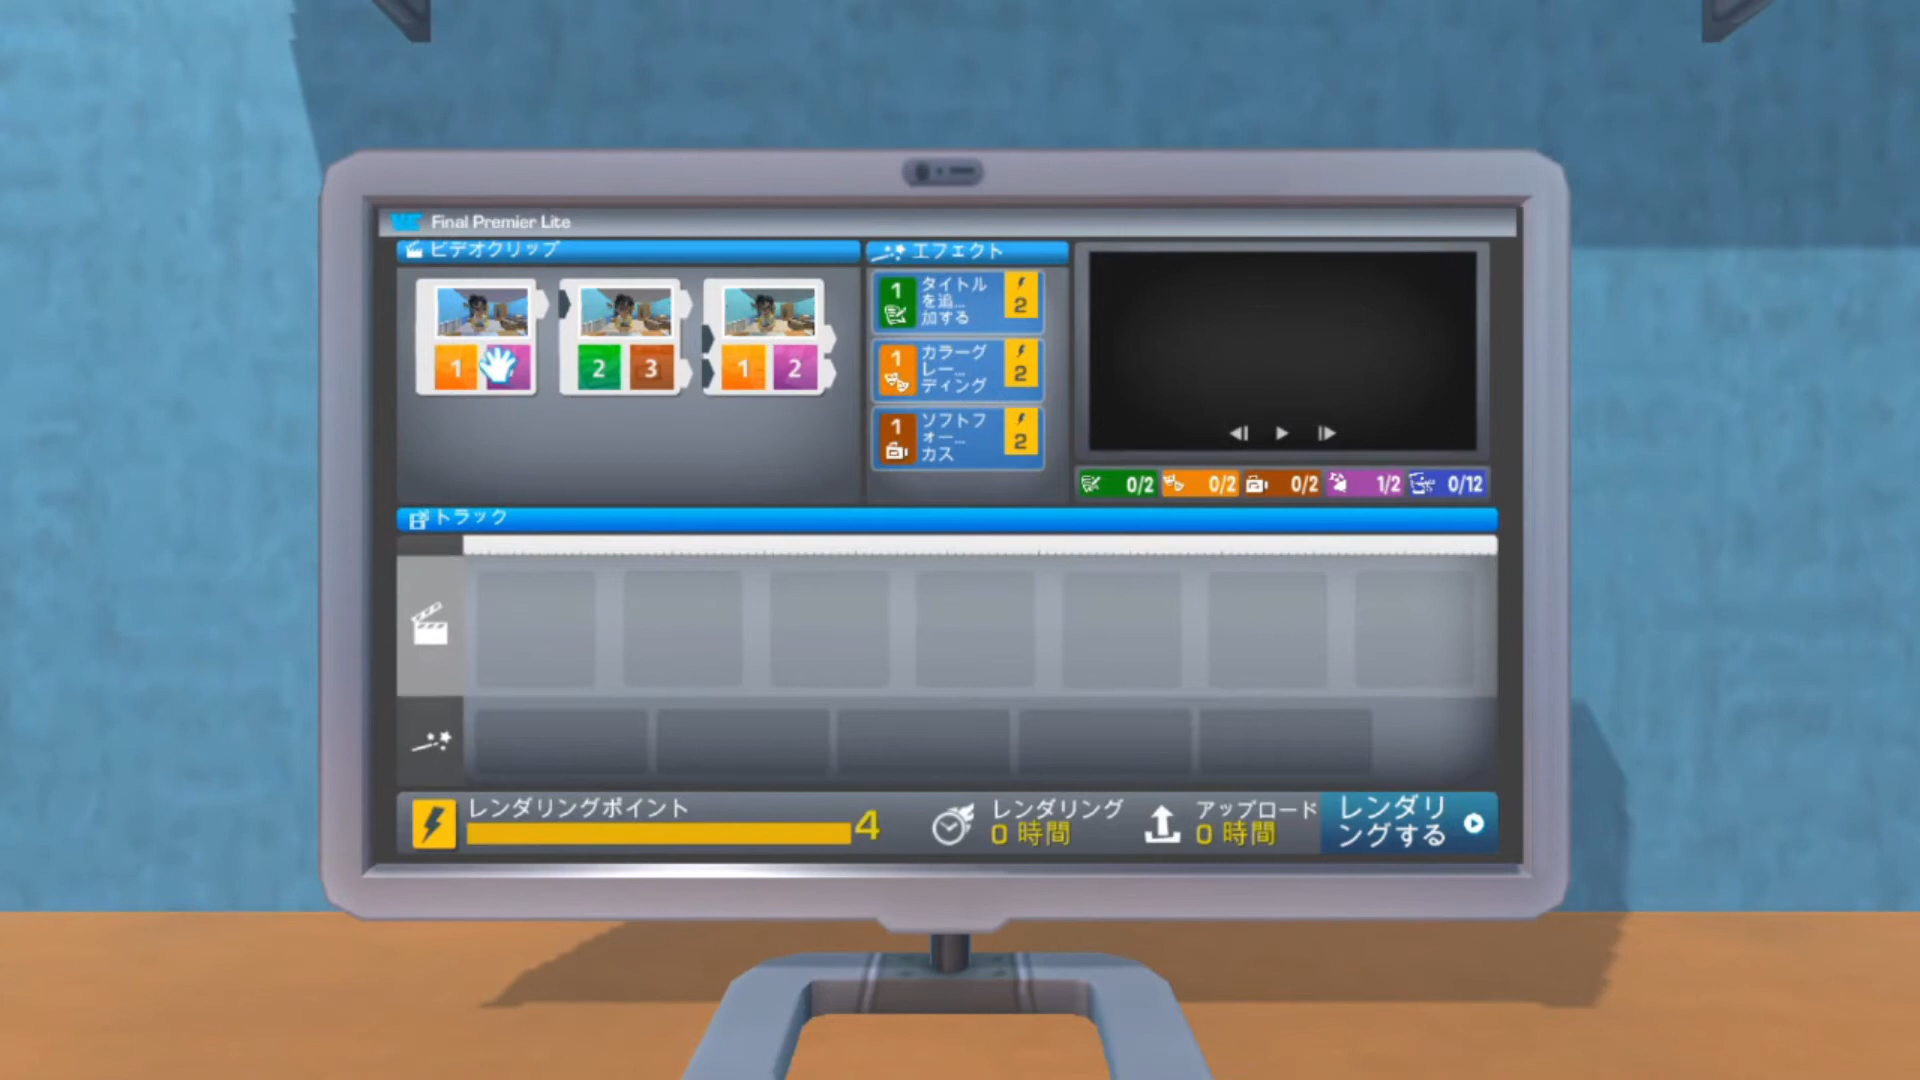 Final Premier Lite
ビデオクリップ
エフェクト
1
2 3
1 2
1
タイトル
を追...
加する
2
1
カラーグ
レー...
ディング
2
1
ソフトフ
ォー...
カス
2
0/2 0/2 0/2 1/2 0/12
トラック
レンダリングポイント
4
レンダリング
0 時間
アップロード
0 時間
レンダリ
ングする